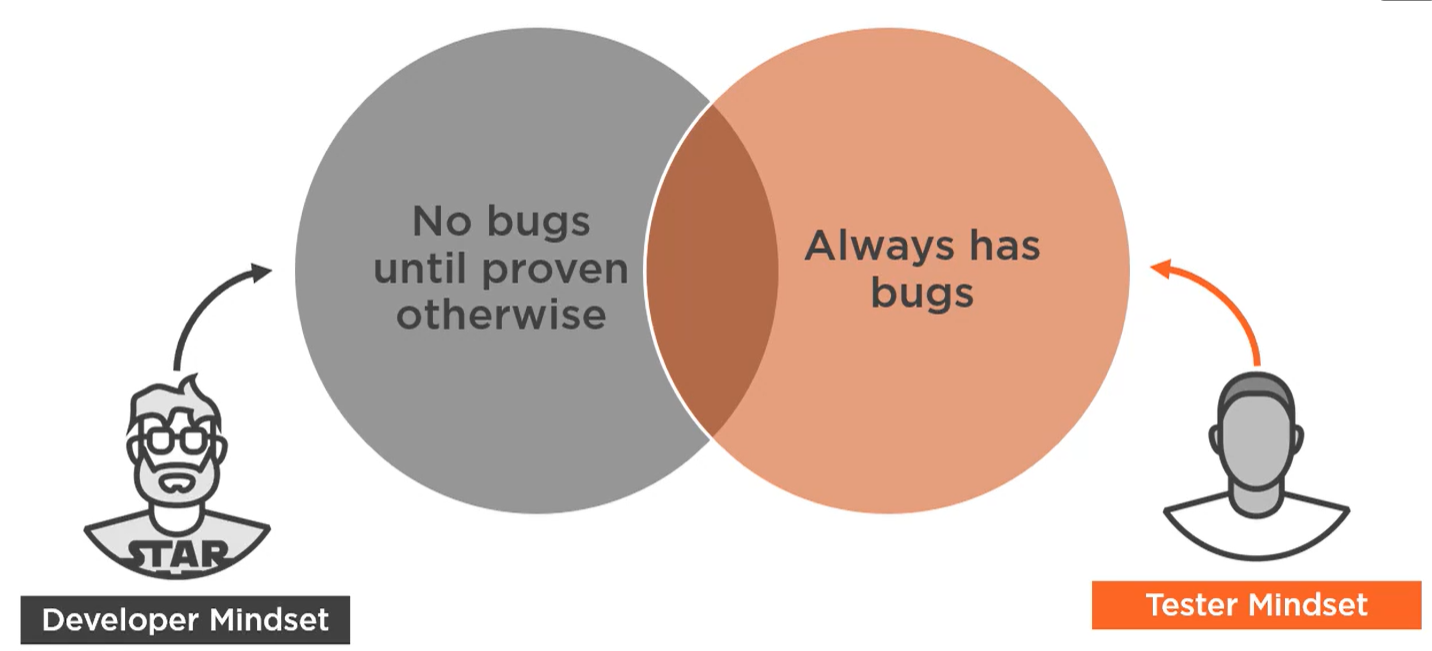 No bugs
until proven
otherwise
Always has
bugs
STAR
Developer Mindset
Tester Mindset